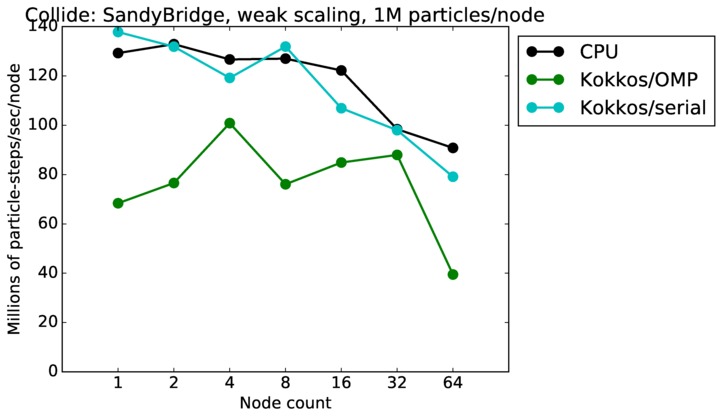 Collide: SandyBridge, weak scaling, 1M particles/node
140
120
100
80
60
40
20
0
Millions of particle-steps/sec/node
1 2 4 8 16 32 64
Node count
CPU
Kokkos/OMP
Kokkos/serial